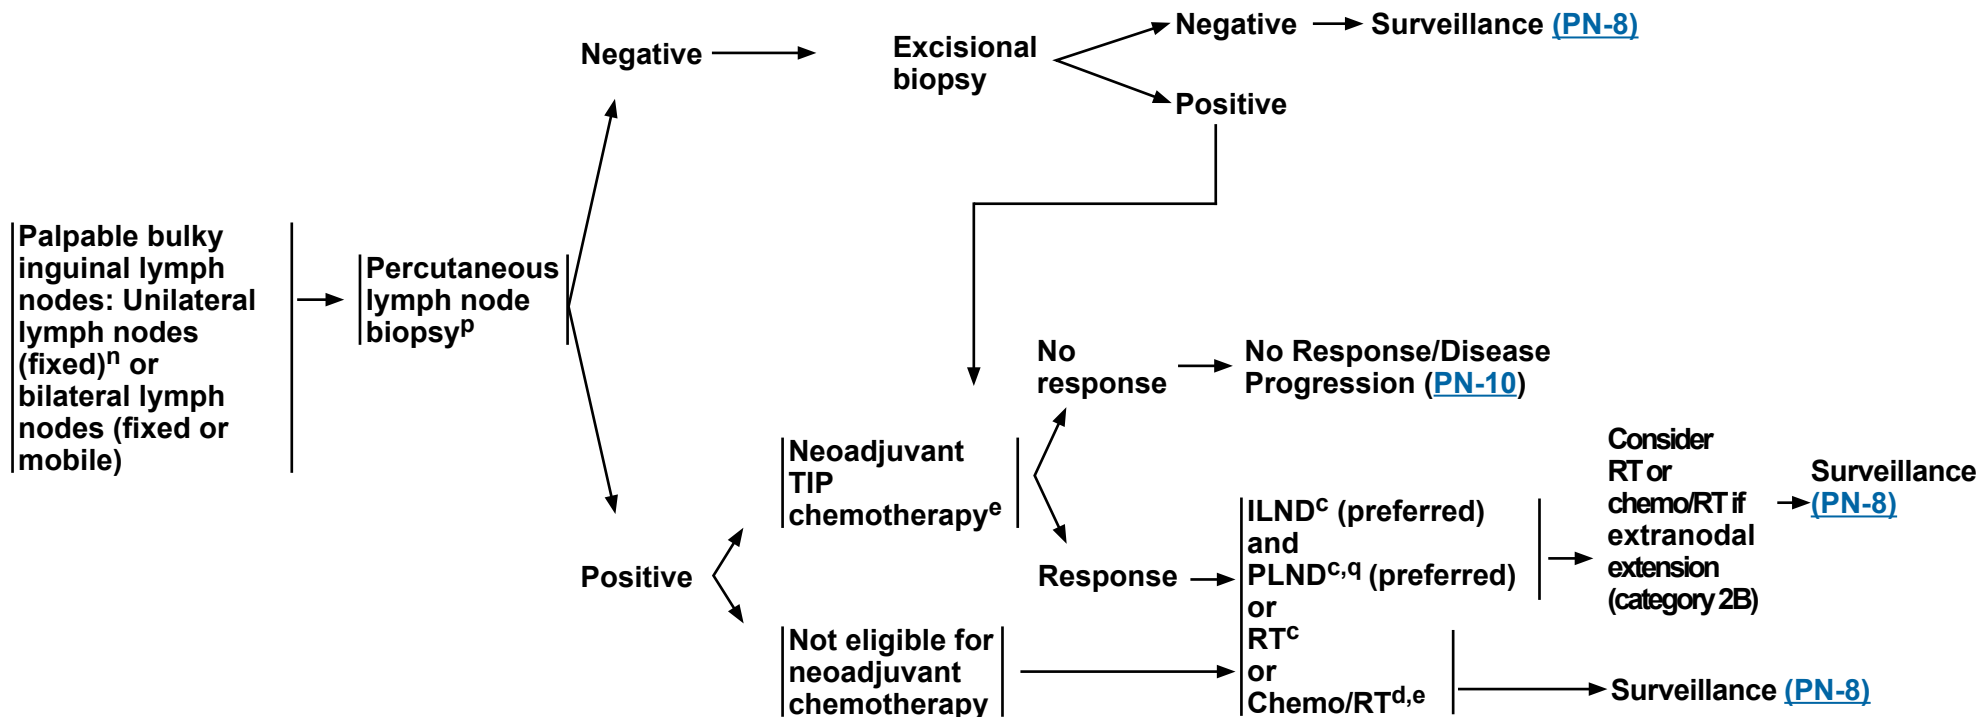 Palpable bulky
inguinal lymph
nodes: Unilateral
lymph nodes
(fixed)ⁿ or
bilateral lymph
nodes (fixed or
mobile)
Percutaneous
lymph node
biopsyᵖ
Negative
Excisional
biopsy
Negative
Surveillance (PN-8)
Positive
Positive
Neoadjuvant
TIP
chemotherapyᵉ
No
response
No Response/Disease
Progression (PN-10)
Response
Not eligible for
neoadjuvant
chemotherapy
ILNDᶜ (preferred)
and
PLNDᶜ,q (preferred)
or
RTᶜ
or
Chemo/RTᵈ,ᵉ
Consider
RT or
chemo/RT if
extranodal
extension
(category 2B)
Surveillance
(PN-8)
Surveillance (PN-8)